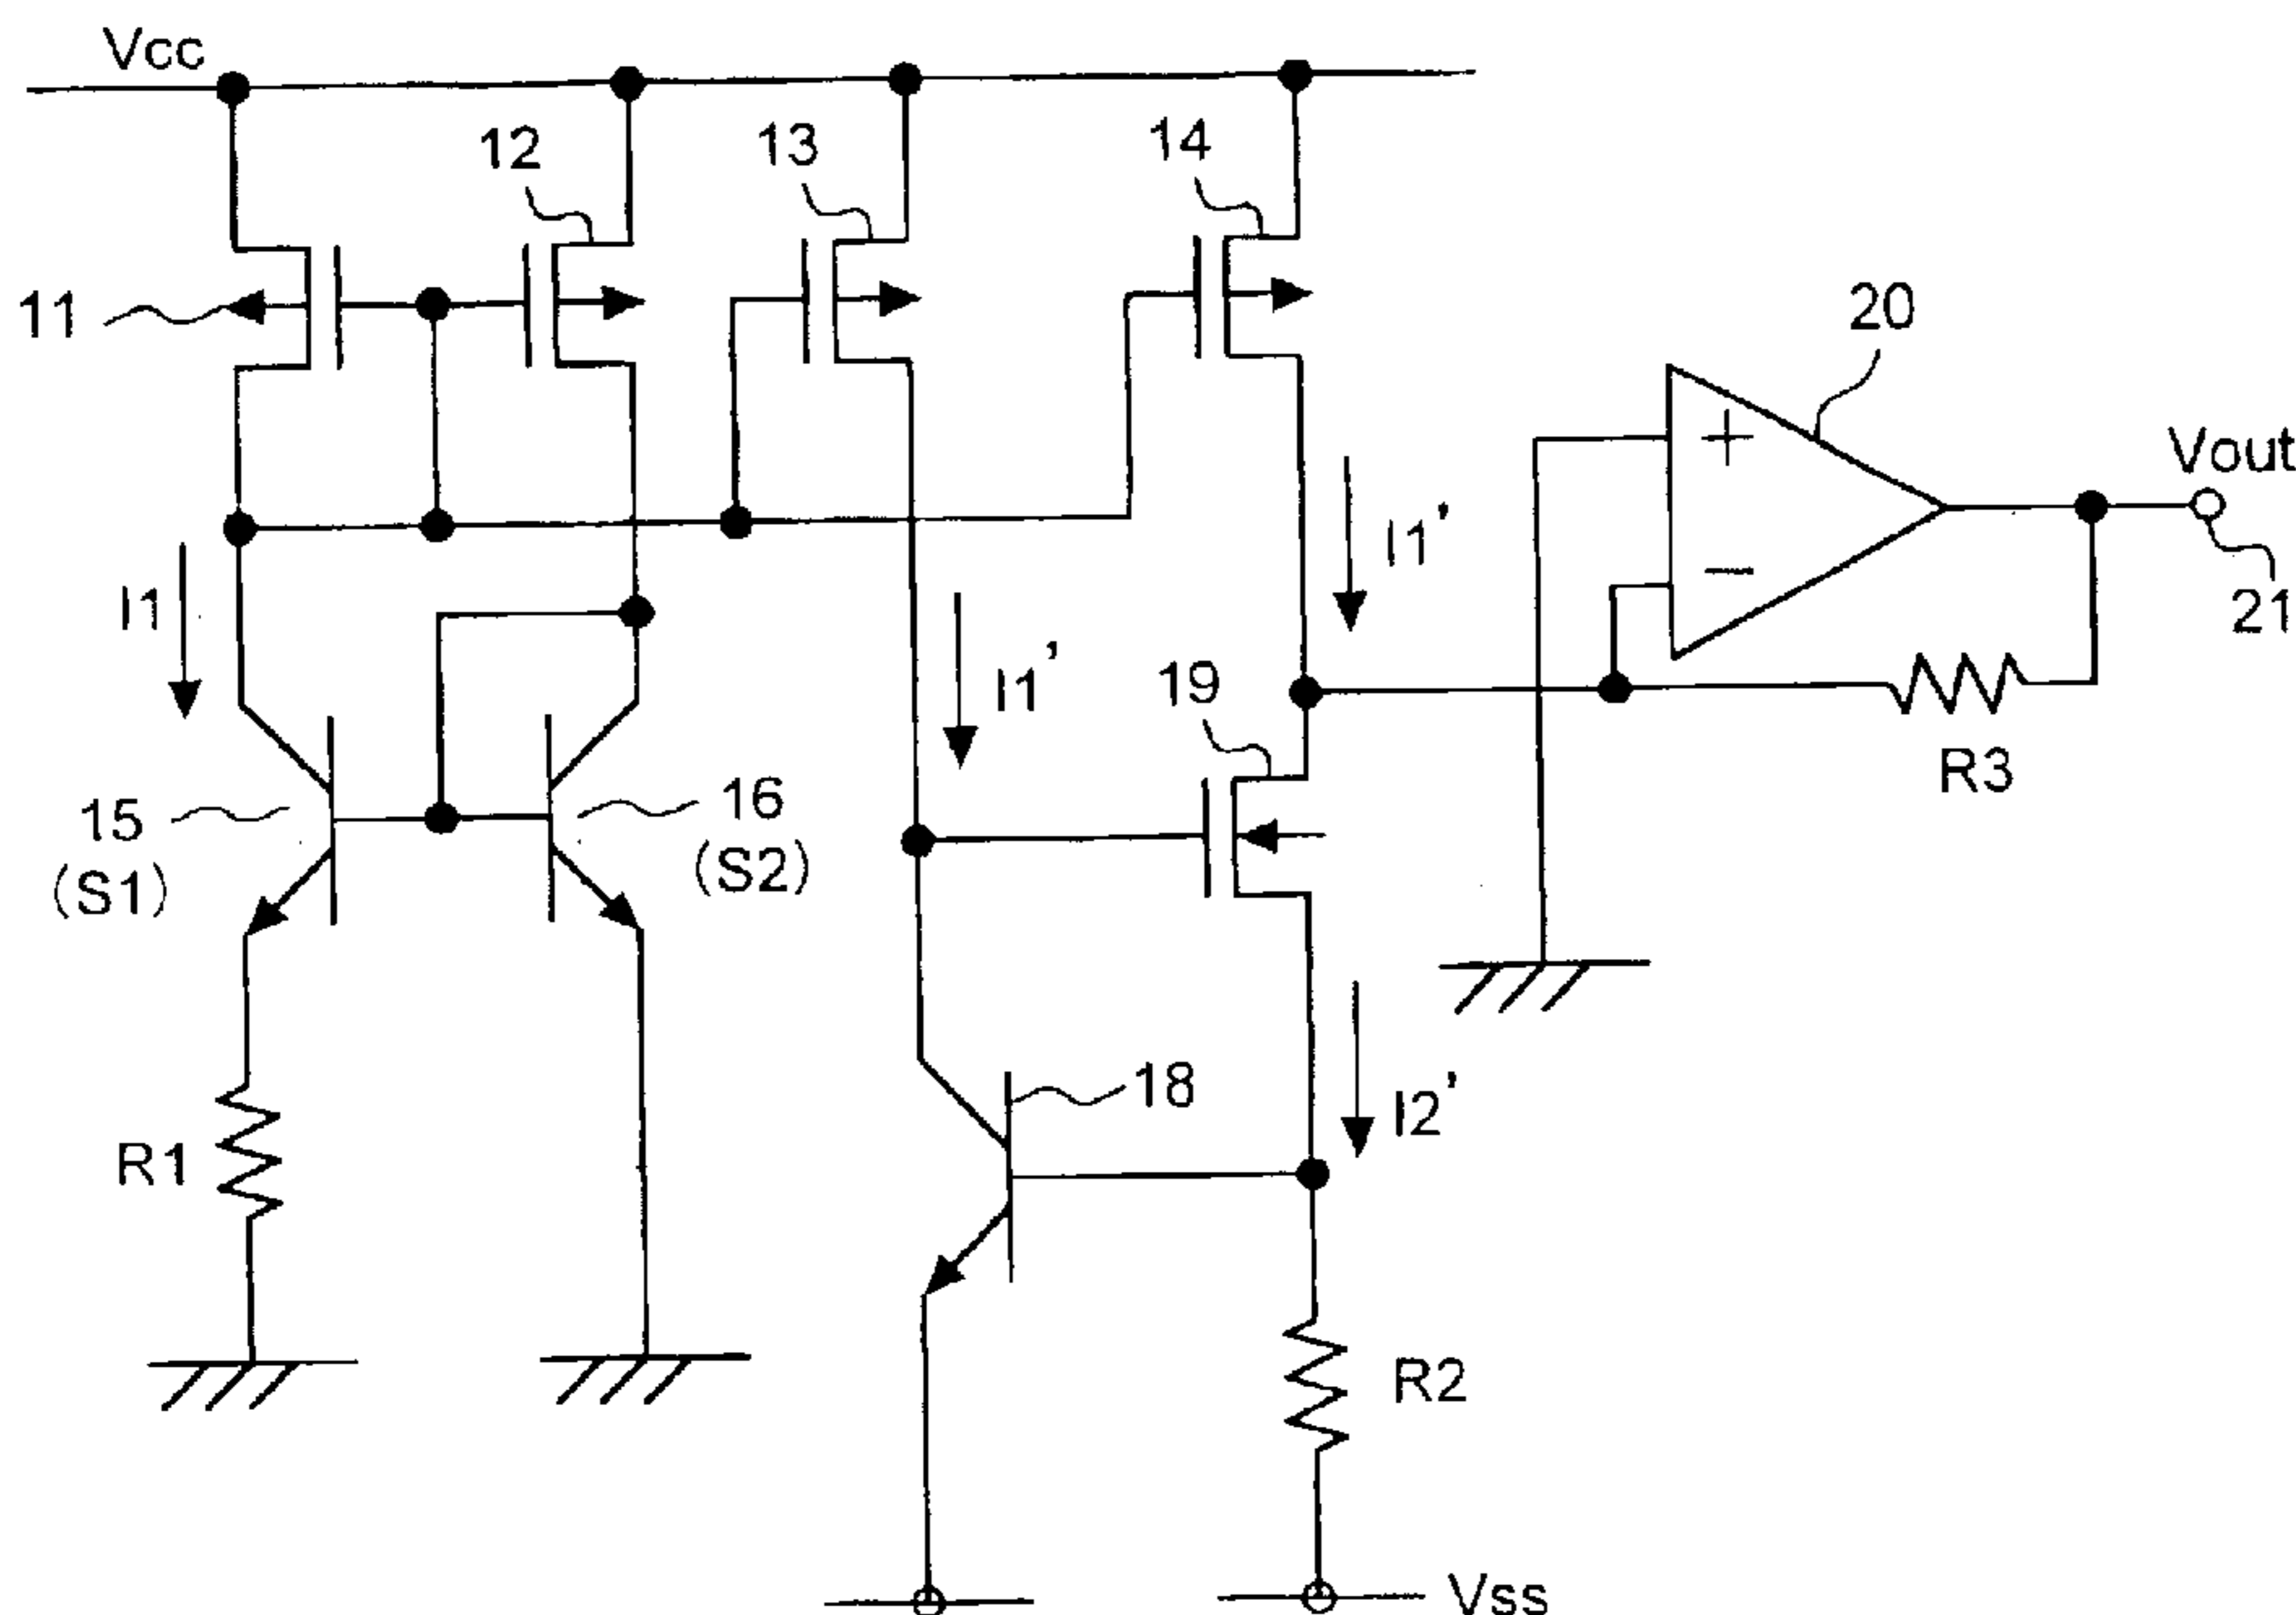 Vcc
12
13
14
11
20
Vout
I1
I1’
I1’
21
19
R3
15
(S1)
16
(S2)
18
I2’
R1
R2
Vss